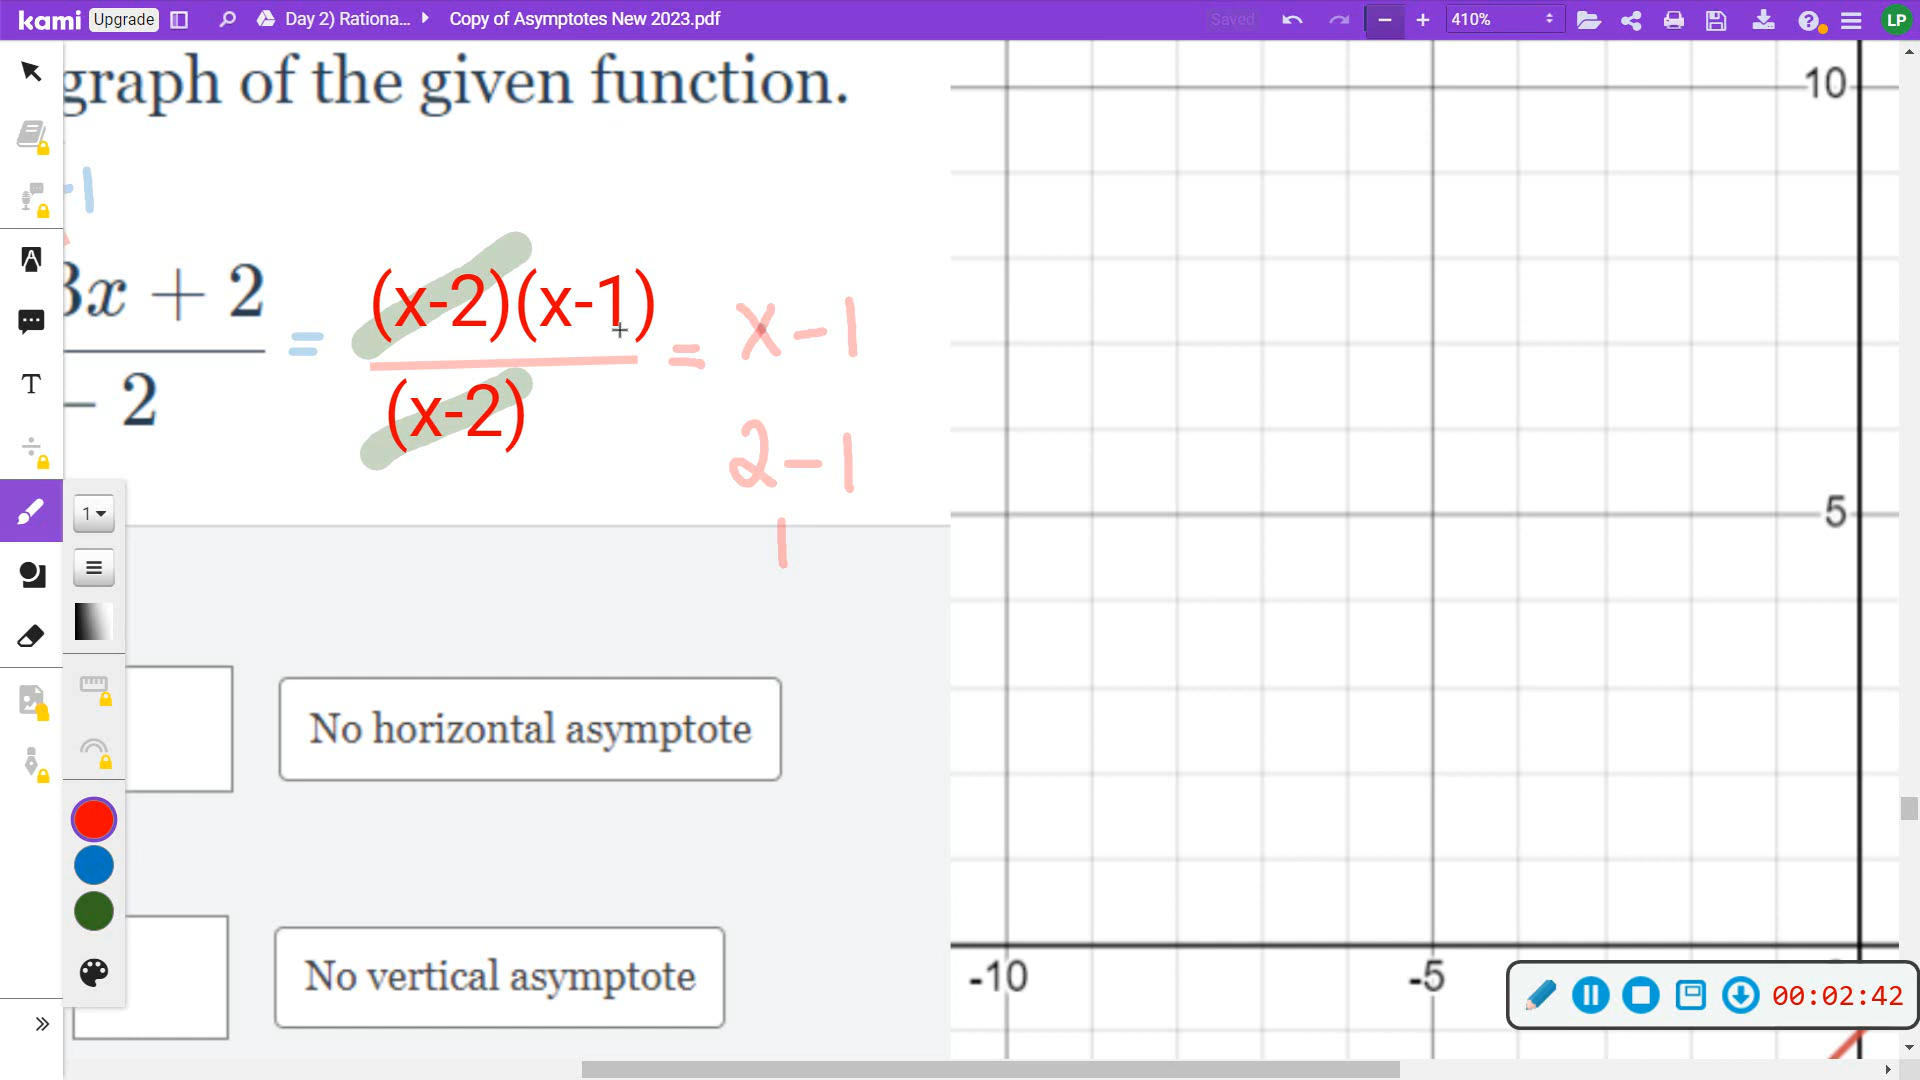 kami Upgrade Day 2) Rationa... Copy of Asymptotes New 2023.pdf Saved 410% LP
graph of the given function.
-1
3x + 2
- 2
=
(x-2)(x-1)
(x-2)
= x-1
2-1
1
T
1
No horizontal asymptote
No vertical asymptote
10
5
-10
-5
00:02:42